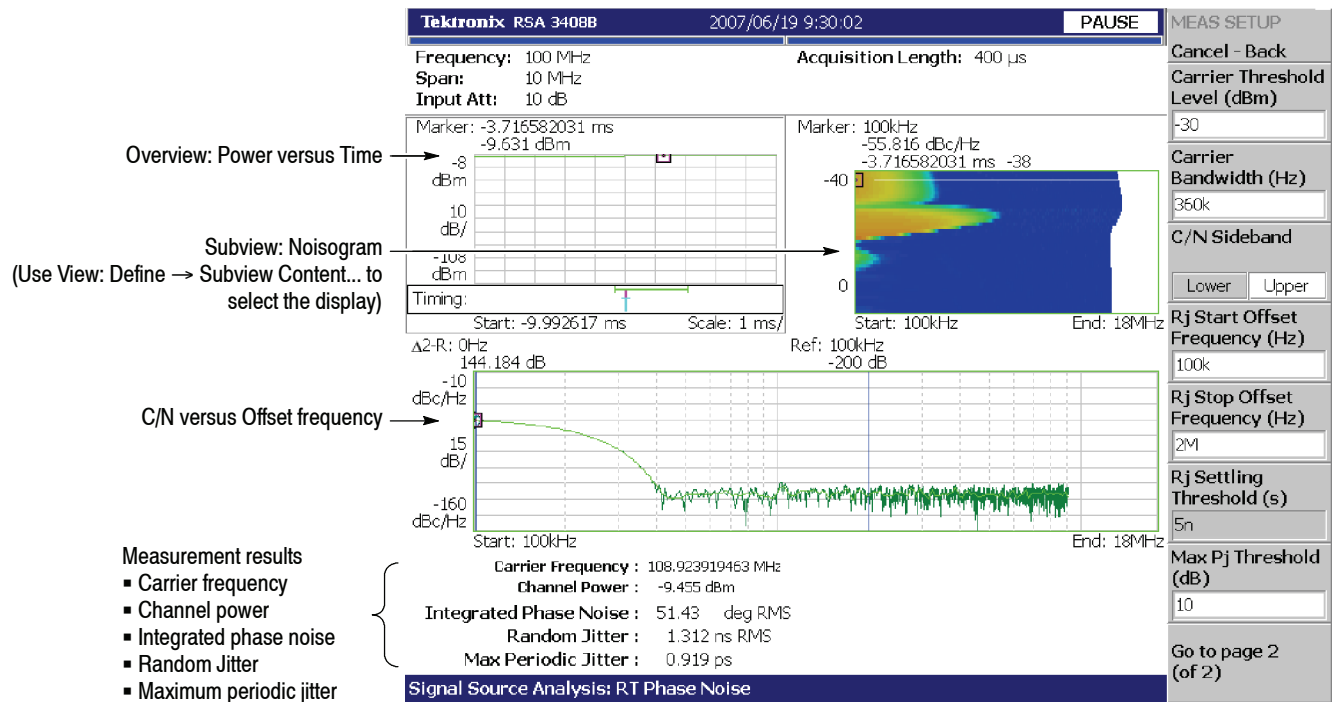 Tektronix RSA 3408B 2007/06/19 9:30:02 PAUSE
Frequency: 100 MHz
Span: 10 MHz
Input Att: 10 dB
Acquisition Length: 400 µs
Overview: Power versus Time
Marker: -3.716582031 ms
-9.631 dBm
-8
dBm
10
dB/
-108
dBm
Timing:
Start: -9.992617 ms Scale: 1 ms/
Subview: Noisogram
(Use View: Define → Subview Content... to
select the display)
Marker: 100kHz
-55.816 dBc/Hz
-3.716582031 ms -38
-40
0
Start: 100kHz End: 18MHz
C/N versus Offset frequency
Δ2-R: 0Hz
144.184 dB
Ref: 100kHz
-200 dB
-10
dBc/Hz
15
dB/
-160
dBc/Hz
Start: 100kHz End: 18MHz
Measurement results
▪ Carrier frequency
▪ Channel power
▪ Integrated phase noise
▪ Random Jitter
▪ Maximum periodic jitter
Carrier Frequency : 108.923919463 MHz
Channel Power : -9.455 dBm
Integrated Phase Noise : 51.43 deg RMS
Random Jitter : 1.312 ns RMS
Max Periodic Jitter : 0.919 ps
Signal Source Analysis: RT Phase Noise
MEAS SETUP
Cancel - Back
Carrier Threshold
Level (dBm)
-30
Carrier
Bandwidth (Hz)
360k
C/N Sideband
Lower Upper
Rj Start Offset
Frequency (Hz)
100k
Rj Stop Offset
Frequency (Hz)
2M
Rj Settling
Threshold (s)
5n
Max Pj Threshold
(dB)
10
Go to page 2
(of 2)